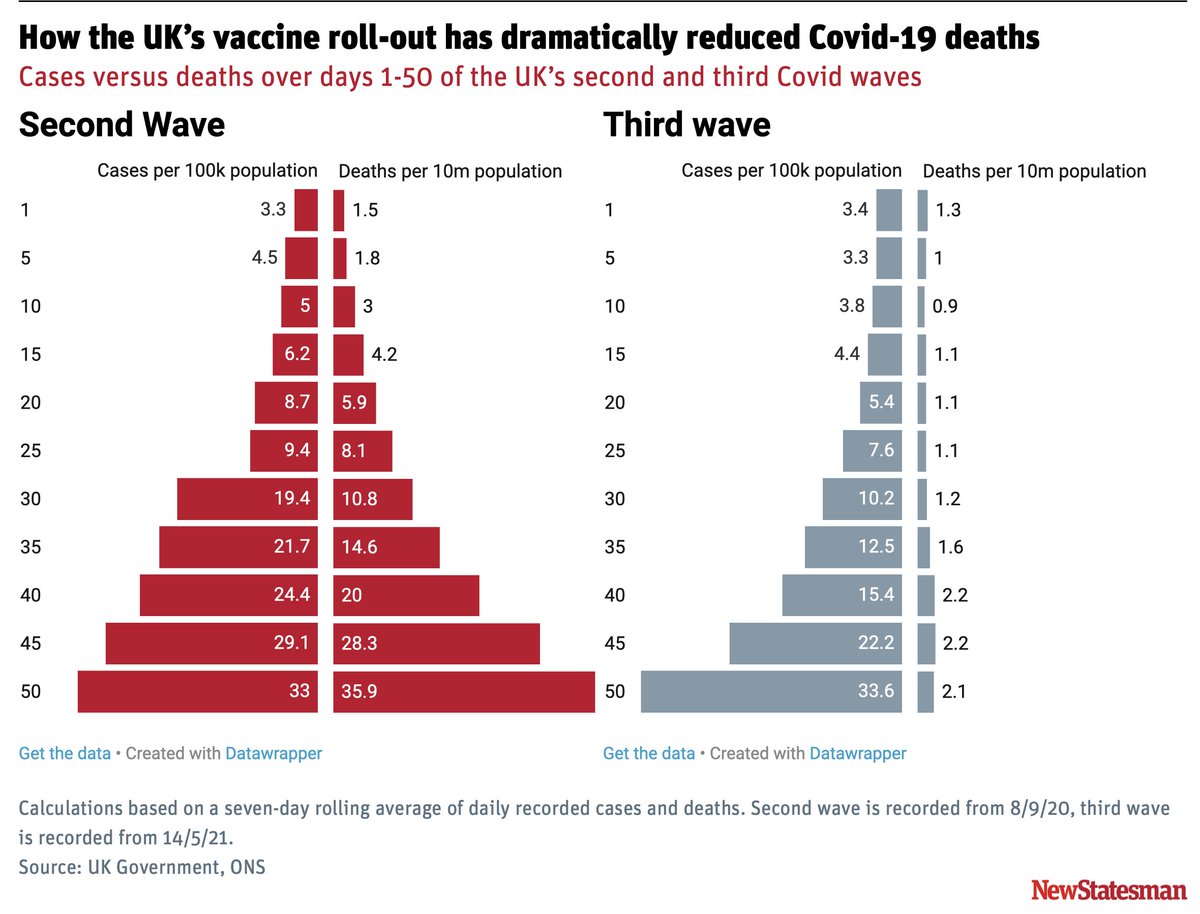 How the UK's vaccine roll-out has dramatically reduced Covid-19 deaths
Cases versus deaths over days 1-50 of the UK's second and third Covid waves
Second Wave
Cases per 100k population Deaths per 10m population
1 3.3 1.5
5 4.5 1.8
10 5 3
15 6.2 4.2
20 8.7 5.9
25 9.4 8.1
30 19.4 10.8
35 21.7 14.6
40 24.4 20
45 29.1 28.3
50 33 35.9
Get the data • Created with Datawrapper
Third wave
Cases per 100k population Deaths per 10m population
1 3.4 1.3
5 3.3 1
10 3.8 0.9
15 4.4 1.1
20 5.4 1.1
25 7.6 1.1
30 10.2 1.2
35 12.5 1.6
40 15.4 2.2
45 22.2 2.2
50 33.6 2.1
Get the data • Created with Datawrapper
Calculations based on a seven-day rolling average of daily recorded cases and deaths. Second wave is recorded from 8/9/20, third wave
is recorded from 14/5/21.
Source: UK Government, ONS
NewStatesman